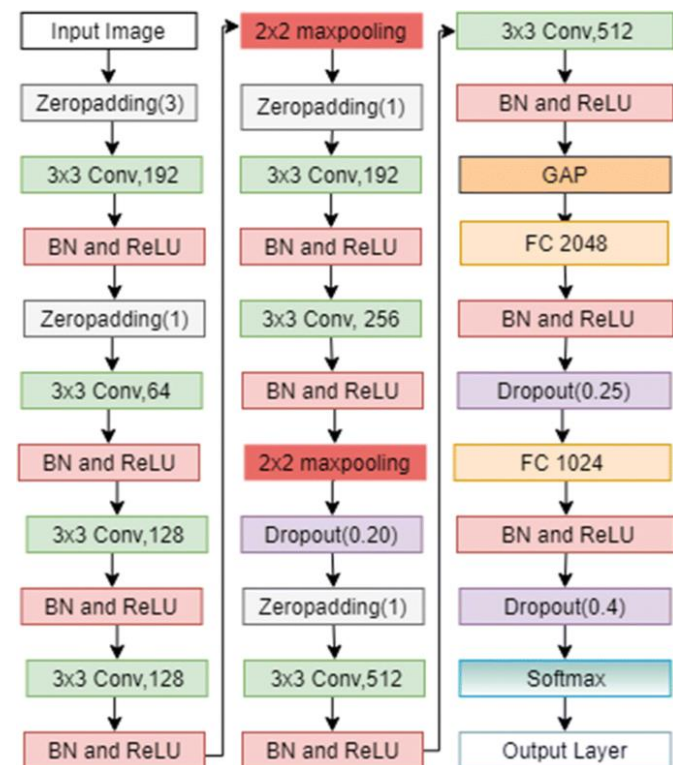 Input Image
Zeropadding(3)
3x3 Conv,192
BN and ReLU
Zeropadding(1)
3x3 Conv,64
BN and ReLU
3x3 Conv,128
BN and ReLU
3x3 Conv,128
BN and ReLU
2x2 maxpooling
Zeropadding(1)
3x3 Conv,192
BN and ReLU
3x3 Conv, 256
BN and ReLU
2x2 maxpooling
Dropout(0.20)
Zeropadding(1)
3x3 Conv,512
BN and ReLU
3x3 Conv,512
BN and ReLU
GAP
FC 2048
BN and ReLU
Dropout(0.25)
FC 1024
BN and ReLU
Dropout(0.4)
Softmax
Output Layer